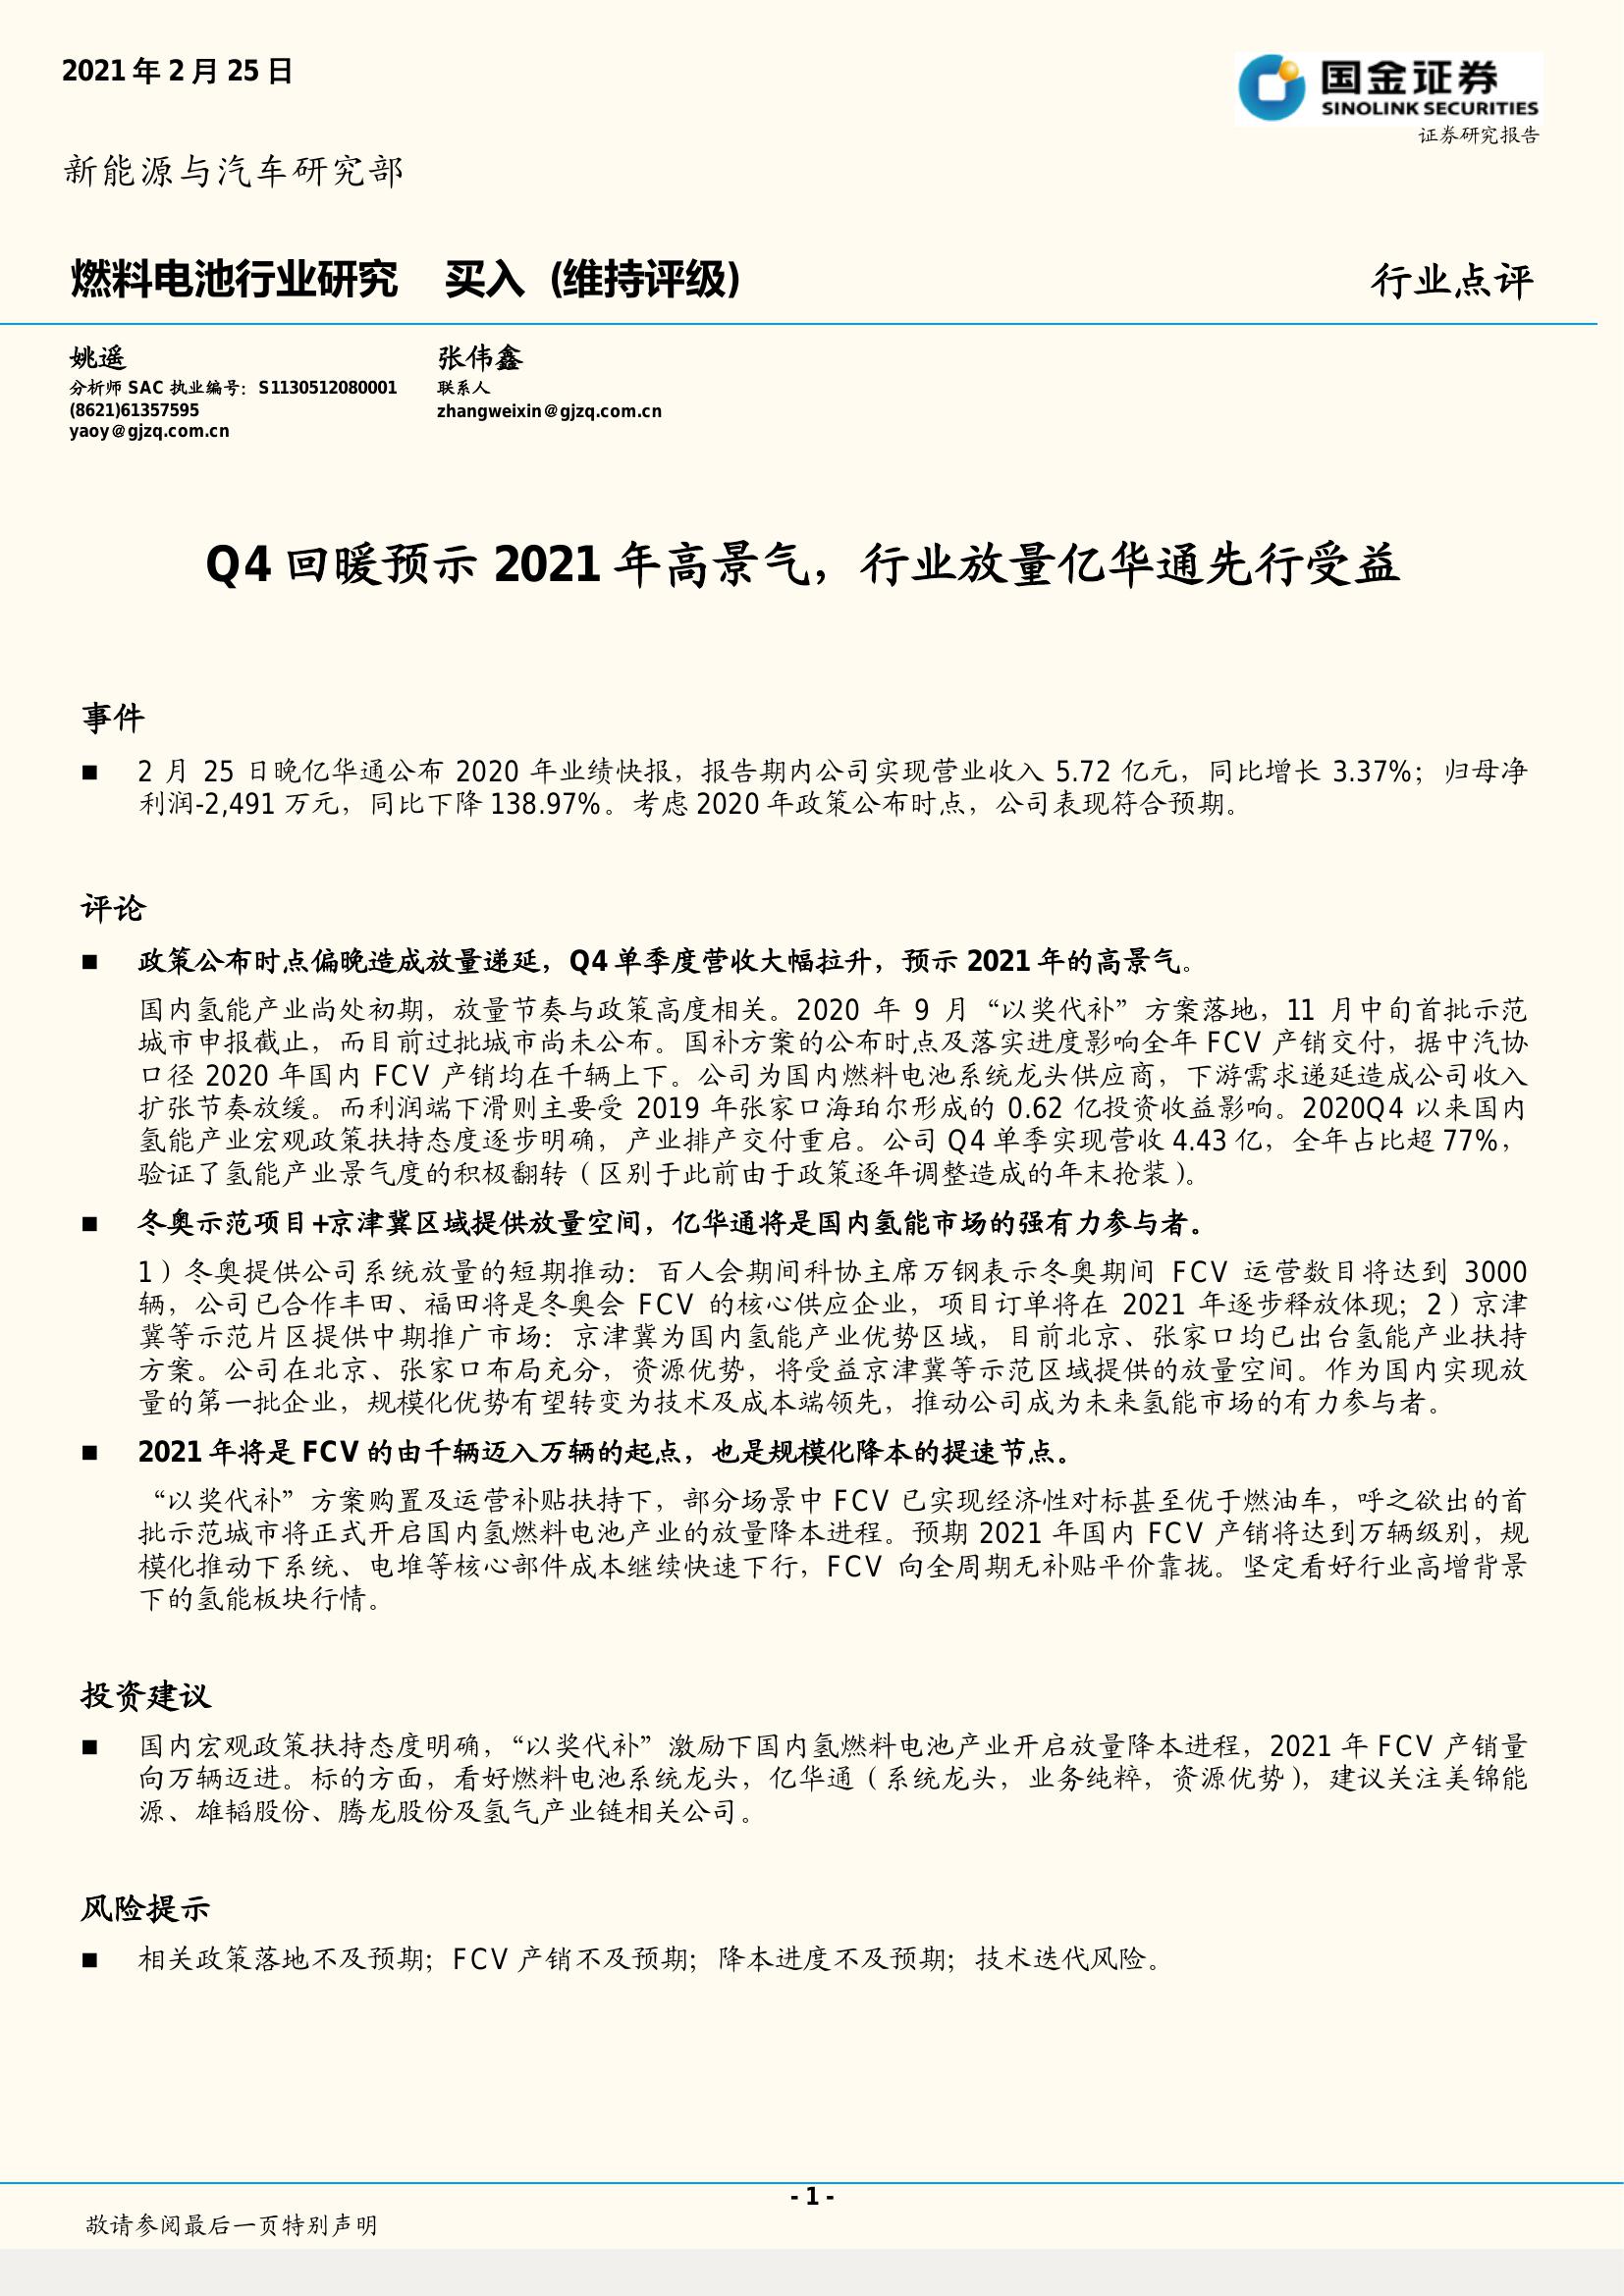 2021年2月25日
国金证券
SINOLINK SECURITIES
证券研究报告
新能源与汽车研究部
燃料电池行业研究 买入 (维持评级)
行业点评
姚遥
分析师 SAC 执业编号：S1130512080001
(8621)61357595
yaoy@gjzq.com.cn
张伟鑫
联系人
zhangweixin@gjzq.com.cn
Q4 回暖预示 2021 年高景气，行业放量亿华通先行受益
事件
■ 2 月 25 日晚亿华通公布 2020 年业绩快报，报告期内公司实现营业收入 5.72 亿元，同比增长 3.37%；归母净
利润-2,491 万元，同比下降 138.97%。考虑 2020 年政策公布时点，公司表现符合预期。
评论
■ 政策公布时点偏晚造成放量递延，Q4 单季度营收大幅拉升，预示 2021 年的高景气。
国内氢能产业尚处初期，放量节奏与政策高度相关。2020 年 9 月“以奖代补”方案落地，11 月中旬首批示范
城市申报截止，而目前过批城市尚未公布。国补方案的公布时点及落实进度影响全年 FCV 产销交付，据中汽协
口径 2020 年国内 FCV 产销均在千辆上下。公司为国内燃料电池系统龙头供应商，下游需求递延造成公司收入
扩张节奏放缓。而利润端下滑则主要受 2019 年张家口海珀尔形成的 0.62 亿投资收益影响。2020Q4 以来国内
氢能产业宏观政策扶持态度逐步明确，产业排产交付重启。公司 Q4 单季实现营收 4.43 亿，全年占比超 77%，
验证了氢能产业景气度的积极翻转（区别于此前由于政策逐年调整造成的年末抢装）。
■ 冬奥示范项目+京津冀区域提供放量空间，亿华通将是国内氢能市场的强有力参与者。
1）冬奥提供公司系统放量的短期推动：百人会期间科协主席万钢表示冬奥期间 FCV 运营数目将达到 3000
辆，公司已合作丰田、福田将是冬奥会 FCV 的核心供应企业，项目订单将在 2021 年逐步释放体现；2）京津
冀等示范片区提供中期推广市场：京津冀为国内氢能产业优势区域，目前北京、张家口均已出台氢能产业扶持
方案。公司在北京、张家口布局充分，资源优势，将受益京津冀等示范区域提供的放量空间。作为国内实现放
量的第一批企业，规模化优势有望转变为技术及成本端领先，推动公司成为未来氢能市场的有力参与者。
■ 2021 年将是 FCV 的由千辆迈入万辆的起点，也是规模化降本的提速节点。
“以奖代补”方案购置及运营补贴扶持下，部分场景中 FCV 已实现经济性对标甚至优于燃油车，呼之欲出的首
批示范城市将正式开启国内氢燃料电池产业的放量降本进程。预期 2021 年国内 FCV 产销将达到万辆级别，规
模化推动下系统、电堆等核心部件成本继续快速下行，FCV 向全周期无补贴平价靠拢。坚定看好行业高增背景
下的氢能板块行情。
投资建议
■ 国内宏观政策扶持态度明确，“以奖代补”激励下国内氢燃料电池产业开启放量降本进程，2021 年 FCV 产销量
向万辆迈进。标的方面，看好燃料电池系统龙头，亿华通（系统龙头，业务纯粹，资源优势），建议关注美锦能
源、雄韬股份、腾龙股份及氢气产业链相关公司。
风险提示
■ 相关政策落地不及预期；FCV 产销不及预期；降本进度不及预期；技术迭代风险。
- 1 -
敬请参阅最后一页特别声明